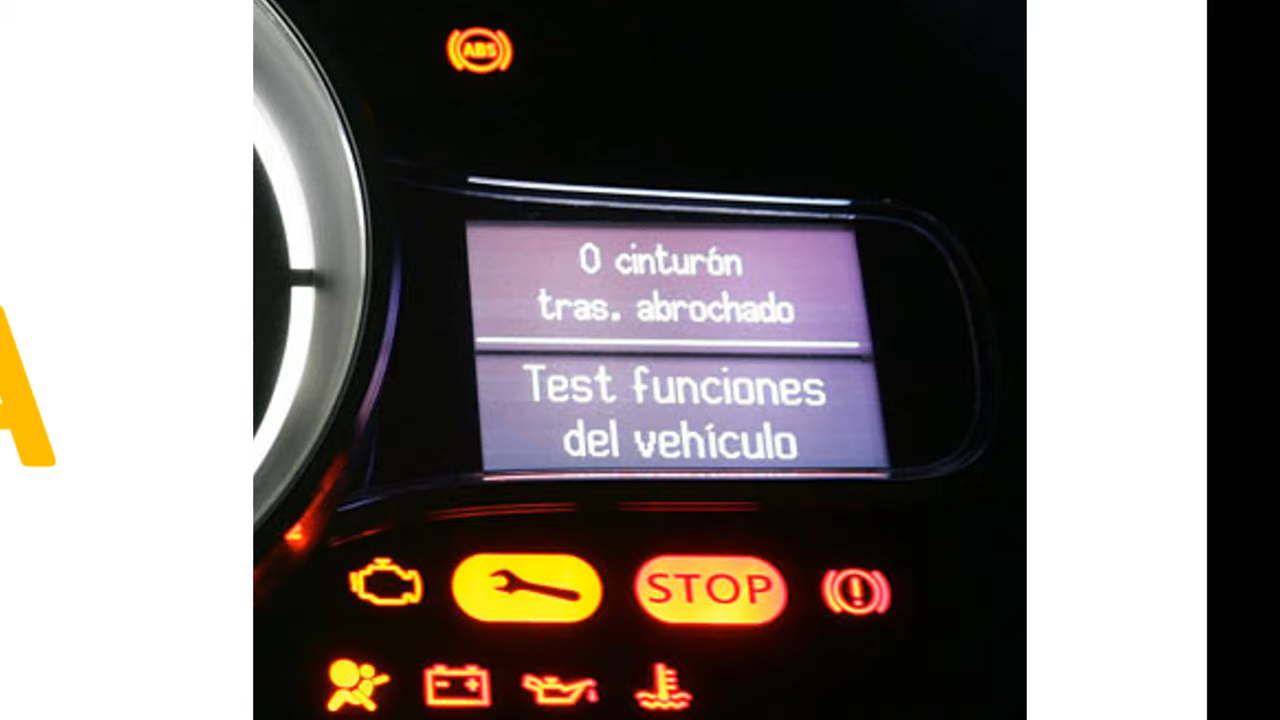 ABS
0 cinturón
tras. abrochado
Test funciones
del vehículo
STOP
A